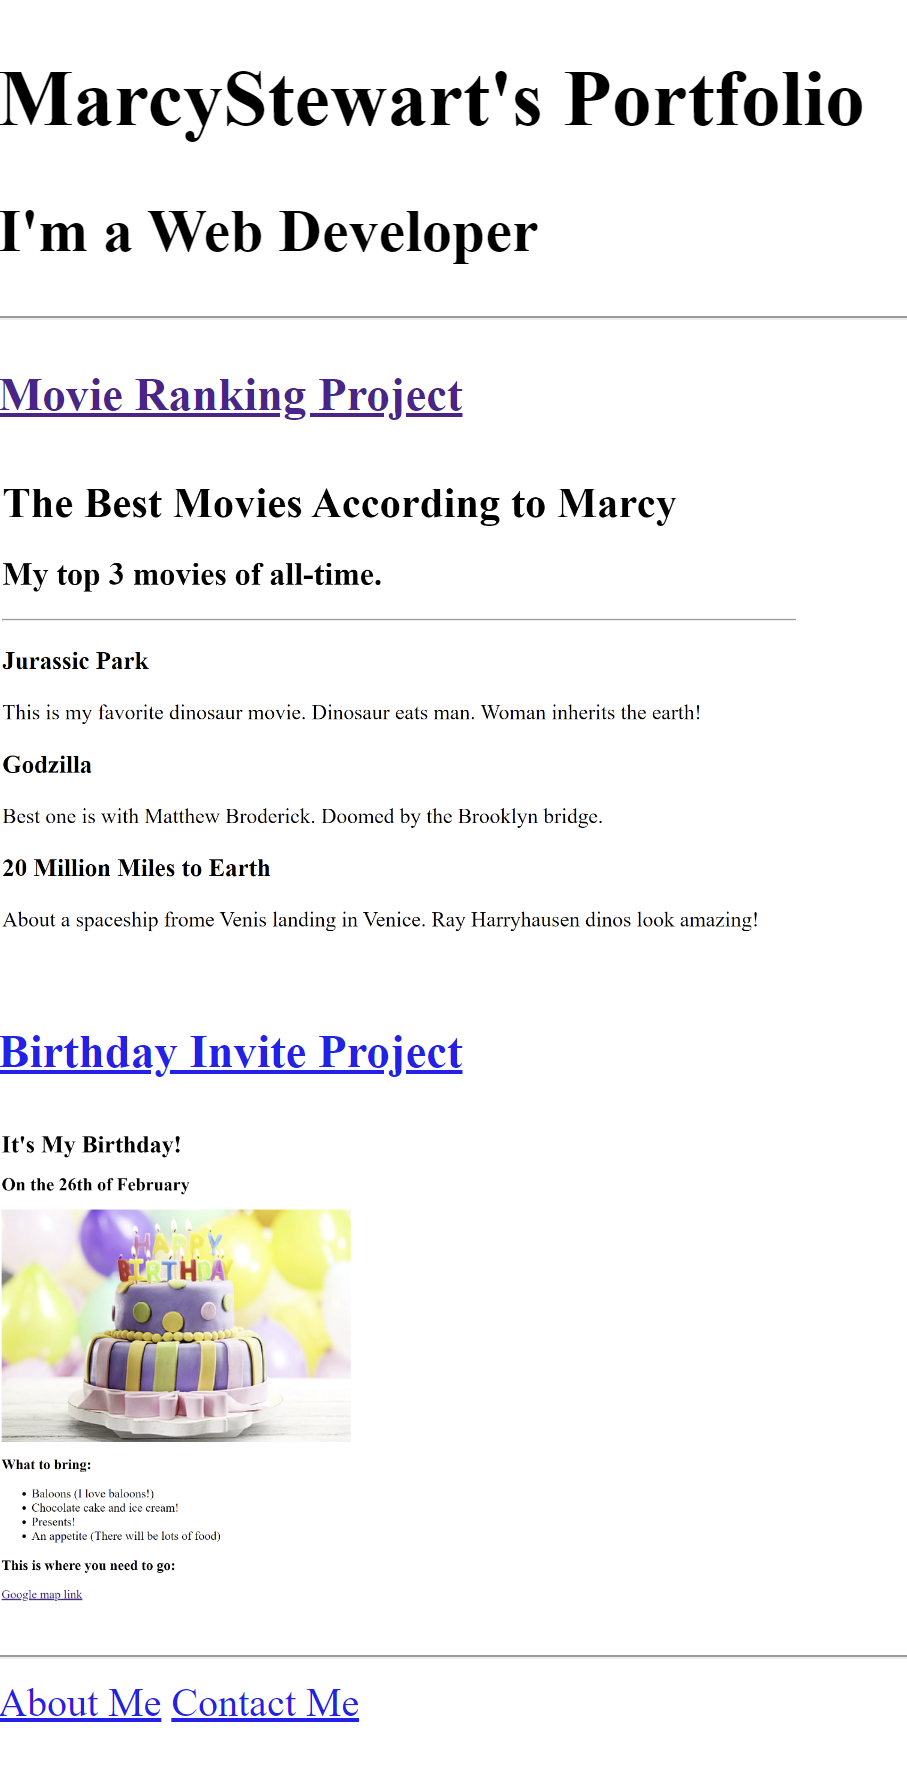 MarcyStewart's Portfolio
I'm a Web Developer
Movie Ranking Project
The Best Movies According to Marcy
My top 3 movies of all-time.
Jurassic Park
This is my favorite dinosaur movie. Dinosaur eats man. Woman inherits the earth!
Godzilla
Best one is with Matthew Broderick. Doomed by the Brooklyn bridge.
20 Million Miles to Earth
About a spaceship frome Venis landing in Venice. Ray Harryhausen dinos look amazing!
Birthday Invite Project
It's My Birthday!
On the 26th of February
HAPPY
BIRTHDAY
What to bring:
• Baloons (I love baloons!)
• Chocolate cake and ice cream!
• Presents!
• An appetite (There will be lots of food)
This is where you need to go:
Google map link
About Me Contact Me